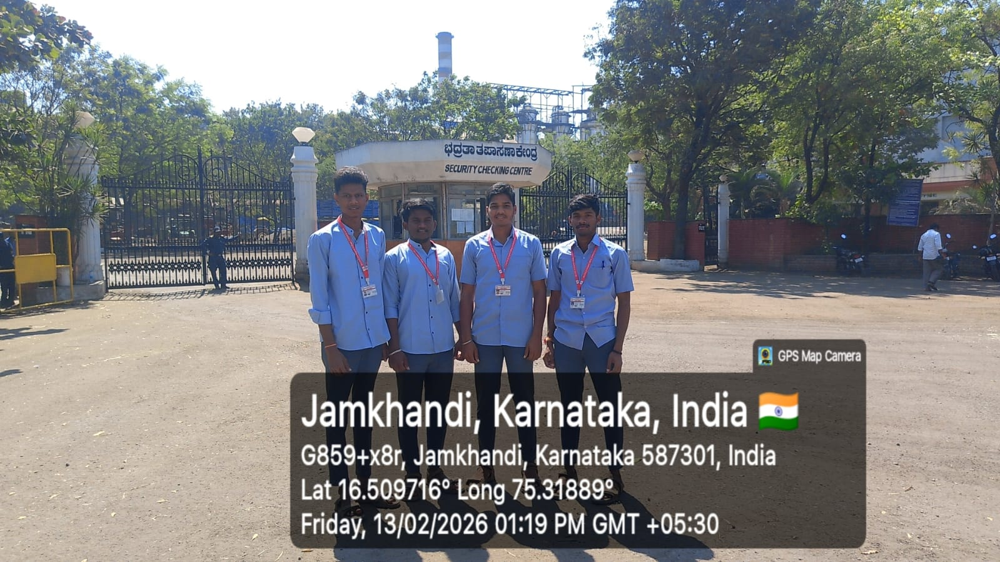 ಭದ್ರತಾ ತಪಾಸಣಾ ಕೇಂದ್ರ
SECURITY CHECKING CENTRE
GPS Map Camera
Jamkhandi, Karnataka, India
G859+x8r, Jamkhandi, Karnataka 587301, India
Lat 16.509716° Long 75.31889°
Friday, 13/02/2026 01:19 PM GMT +05:30